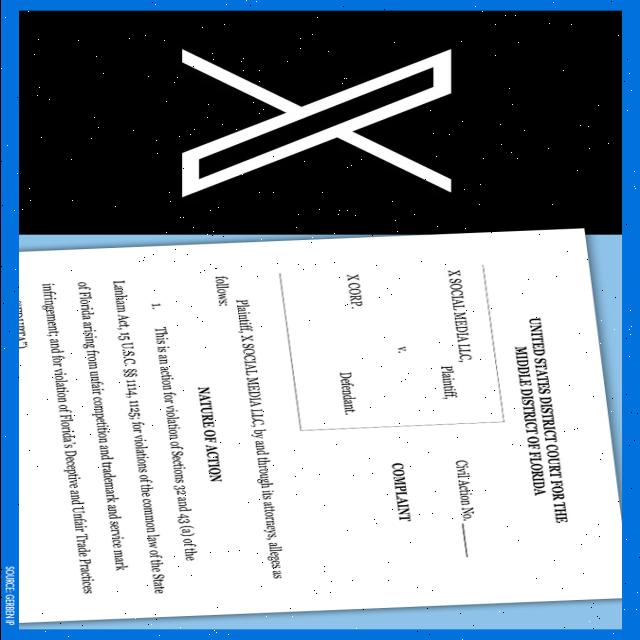 UNITED STATES DISTRICT COURT FOR THE
MIDDLE DISTRICT OF FLORIDA
X SOCIAL MEDIA LLC,
Plaintiff,
v.
X CORP.
Defendant.
Civil Action No. ______
COMPLAINT
Plaintiff, X SOCIAL MEDIA LLC, by and through its attorneys, alleges as
follows:
NATURE OF ACTION
1. This is an action for violation of Sections 32 and 43 (a) of the
Lanham Act, 15 U.S.C. §§ 1114, 1125; for violations of the common law of the State
of Florida arising from unfair competition and trademark and service mark
infringement; and for violation of Florida's Deceptive and Unfair Trade Practices
SOURCE: GERBEN IP